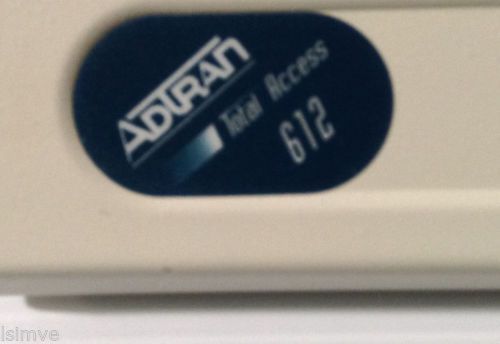 ADTRAN
Total Access
612
lsimve